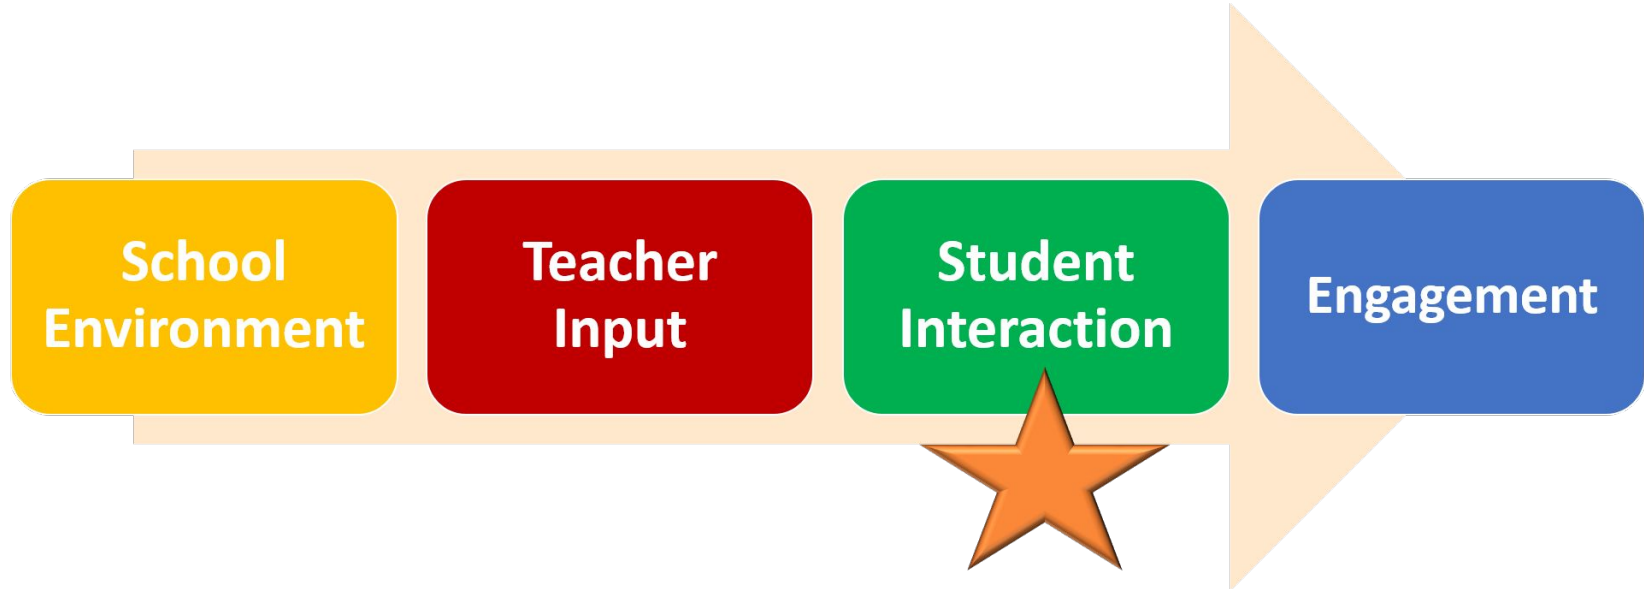 School
Environment
Teacher
Input
Student
Interaction
Engagement